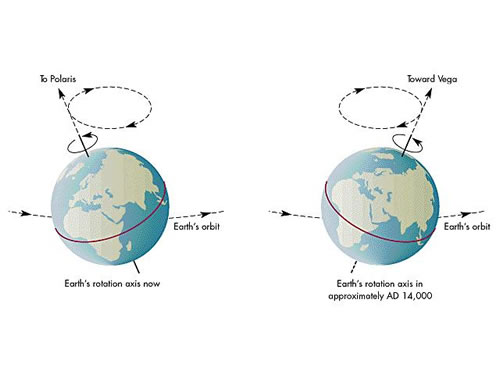 To Polaris
Toward Vega
Earth's orbit
Earth's orbit
Earth's rotation axis now
Earth's rotation axis in
approximately AD 14,000